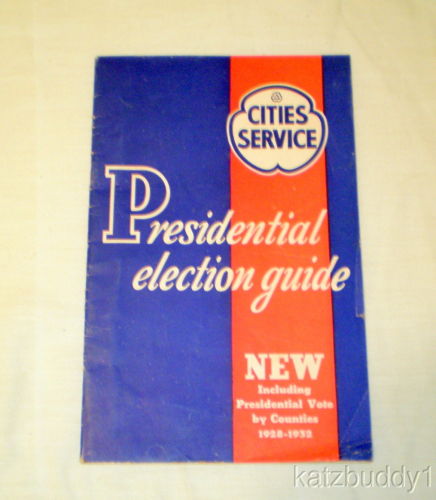 CITIES
SERVICE
Presidential
election guide
NEW
Including
Presidential Vote
by Counties
1928-1932
katzbuddy1